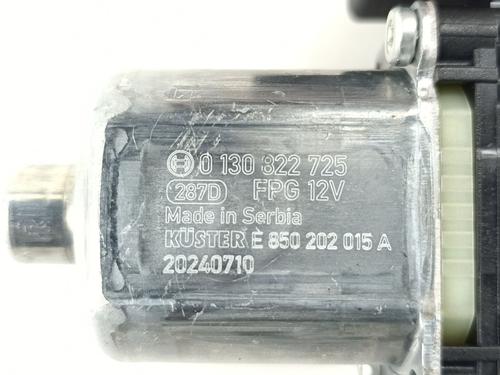 0 130 822 725
287D FPG 12V
Made in Serbia
KÜSTER E 850 202 015 A
20240710